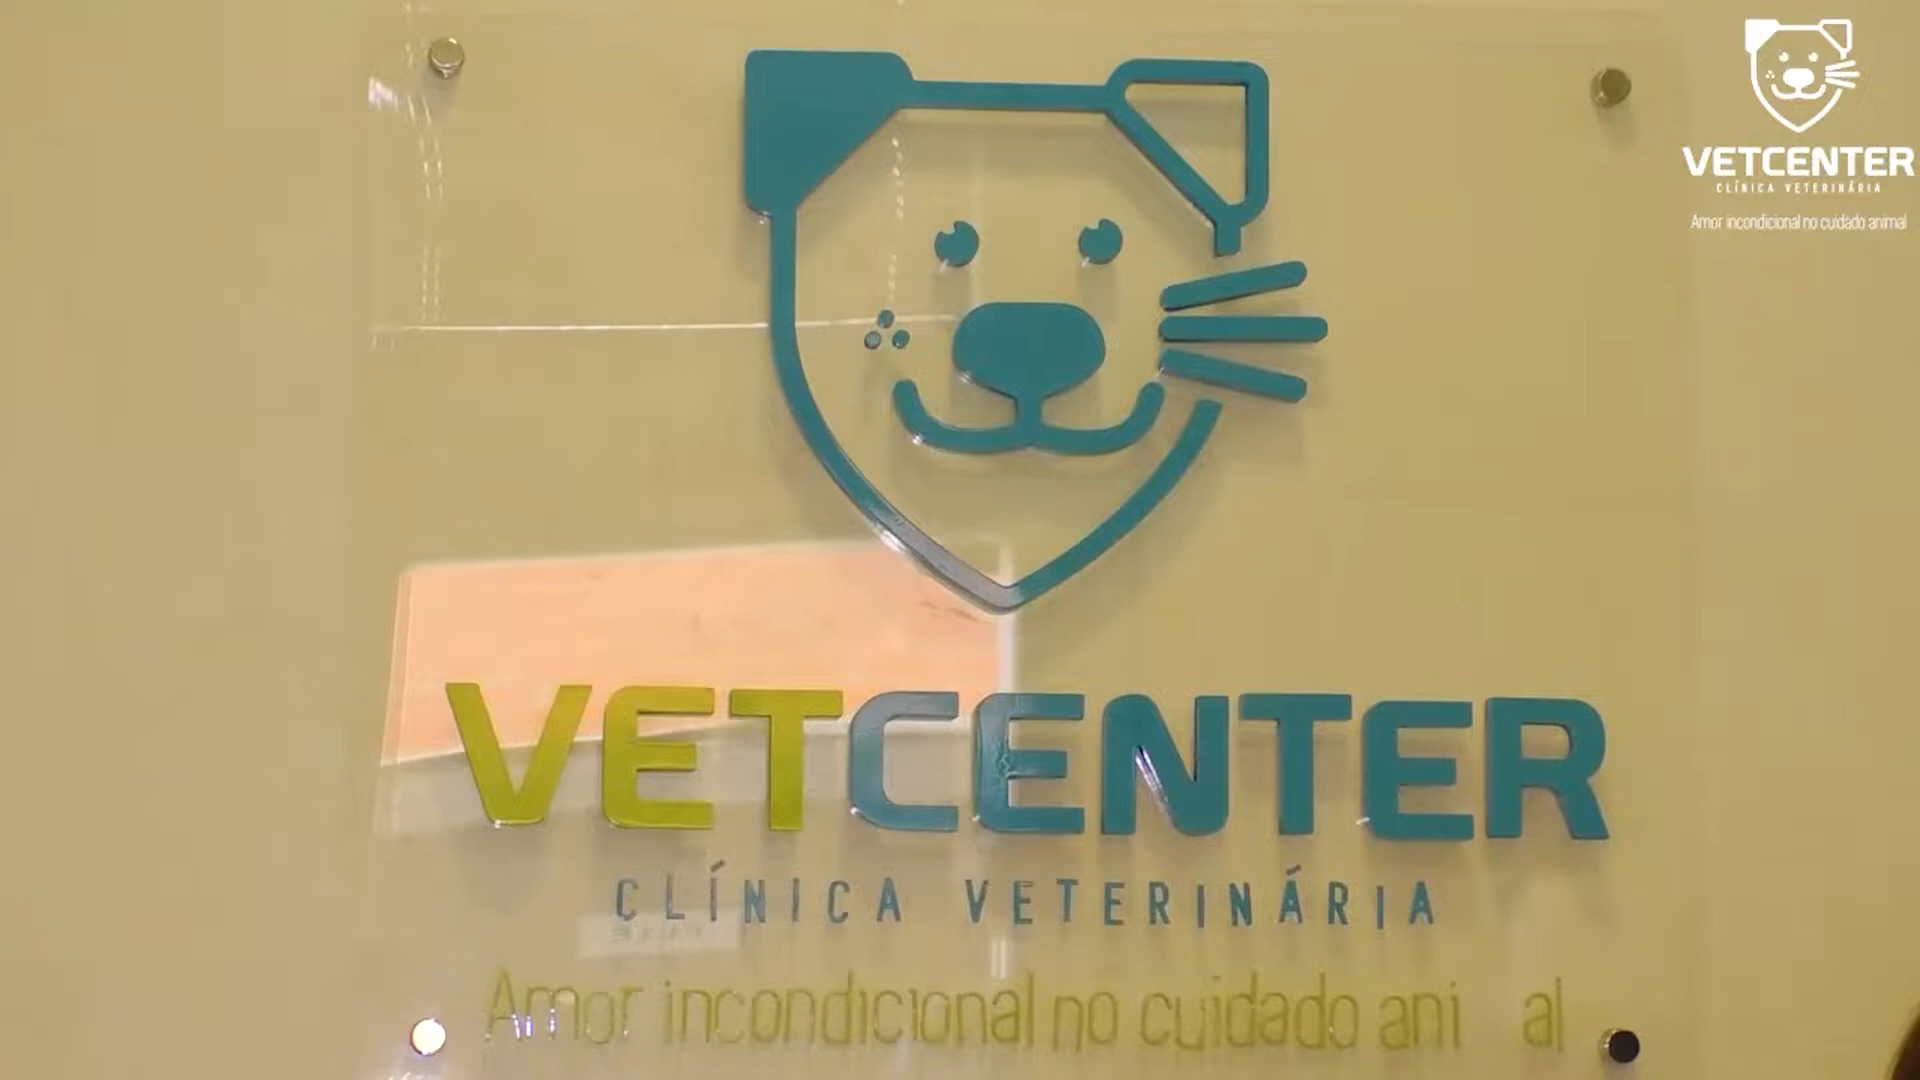 VETCENTER
CLÍNICA VETERINÁRIA
Amor incondicional no cuidado animal
VETCENTER
CLÍNICA VETERINÁRIA
Amor incondicional no cuidado ani al